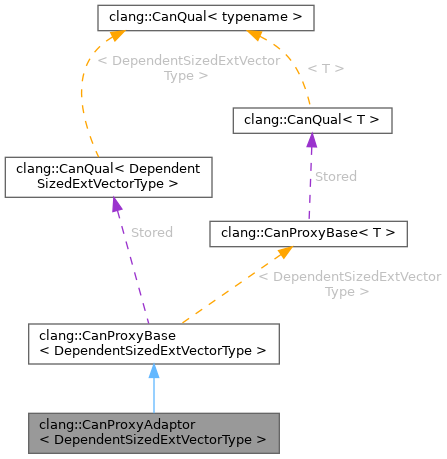 clang::CanQual< typename >
< DependentSizedExtVector
Type >
< T >
clang::CanQual< T >
clang::CanQual< Dependent
SizedExtVectorType >
Stored
Stored
clang::CanProxyBase< T >
< DependentSizedExtVector
Type >
clang::CanProxyBase
< DependentSizedExtVectorType >
clang::CanProxyAdaptor
< DependentSizedExtVectorType >